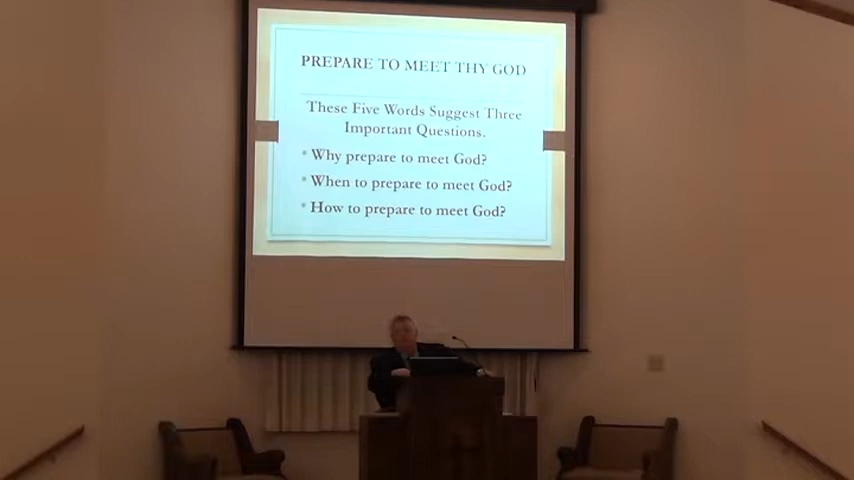 PREPARE TO MEET THY GOD
These Five Words Suggest Three
Important Questions.
* Why prepare to meet God?
* When to prepare to meet God?
* How to prepare to meet God?